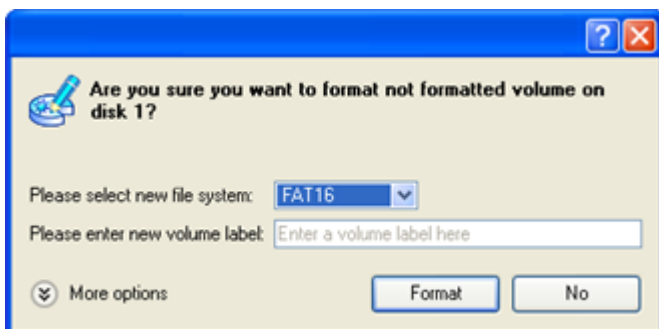 Are you sure you want to format not formatted volume on
disk 1?
Please select new file system: FAT16
Please enter new volume label: Enter a volume label here
More options Format No